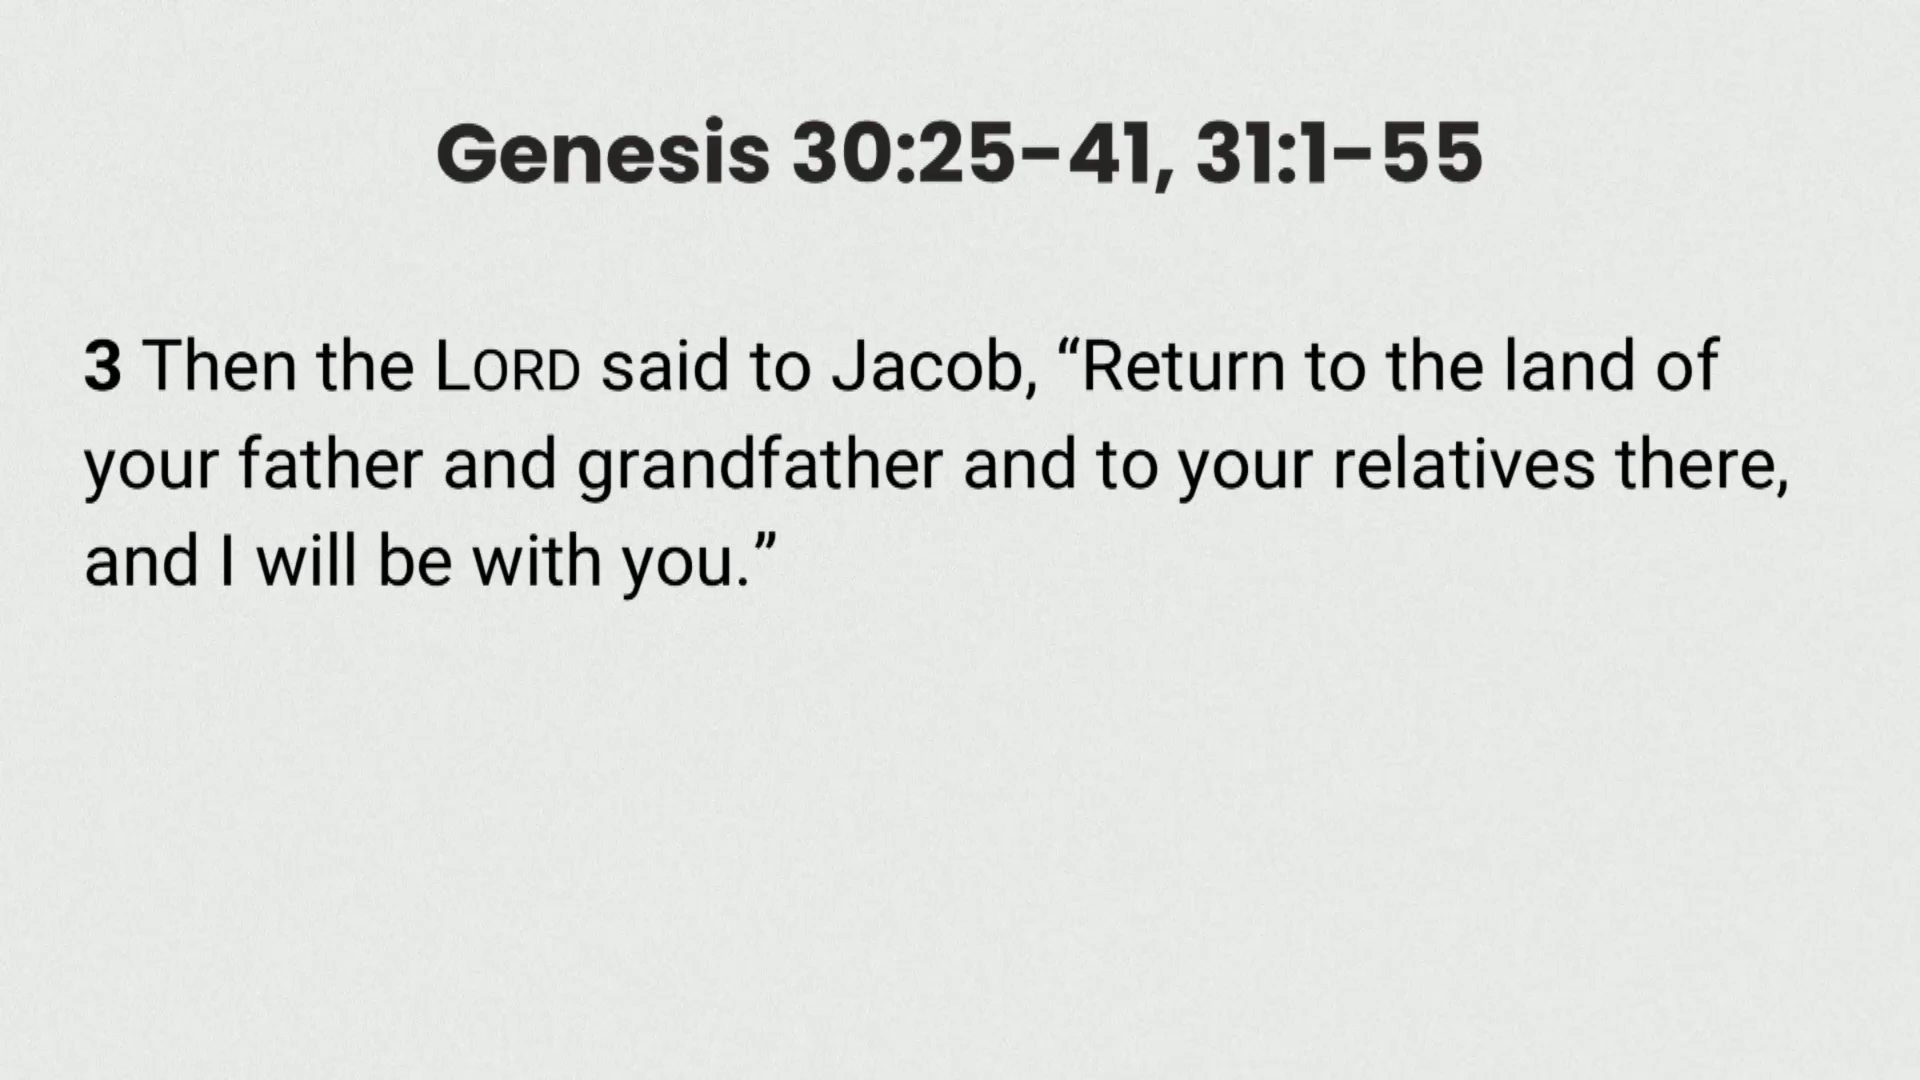 Genesis 30:25–41, 31:1–55
3 Then the LORD said to Jacob, “Return to the land of
your father and grandfather and to your relatives there,
and I will be with you.”